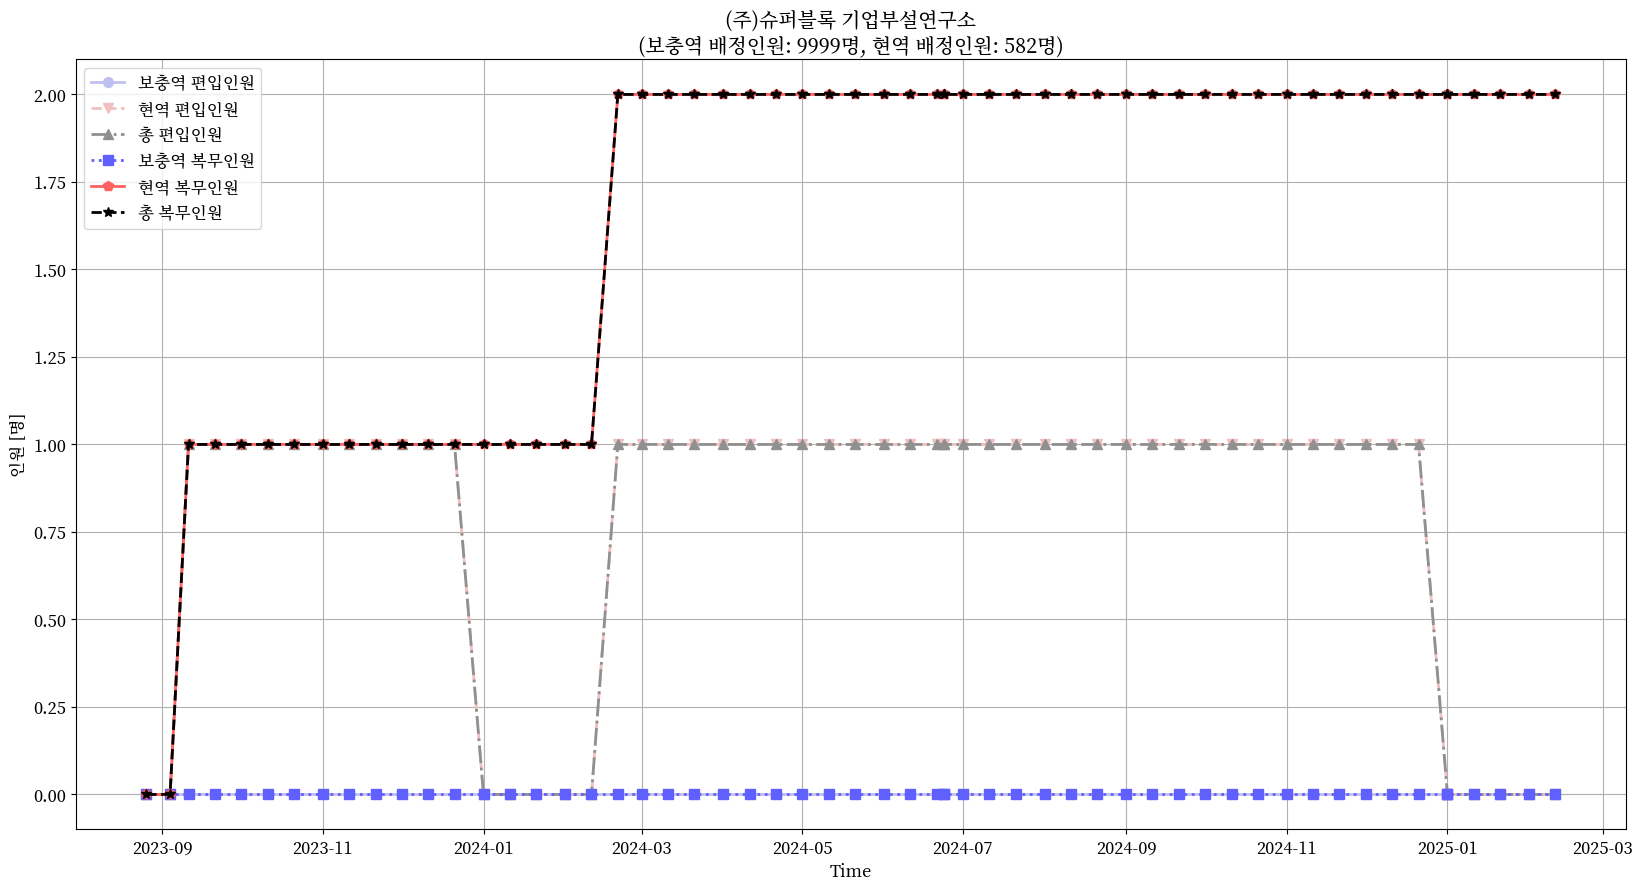 (주)슈퍼블록 기업부설연구소
(보충역 배정인원: 9999명, 현역 배정인원: 582명)
보충역 편입인원
현역 편입인원
총 편입인원
보충역 복무인원
현역 복무인원
총 복무인원
2.00
1.75
1.50
1.25
1.00
0.75
0.50
0.25
0.00
인원 [명]
2023-09 2023-11 2024-01 2024-03 2024-05 2024-07 2024-09 2024-11 2025-01 2025-03
Time